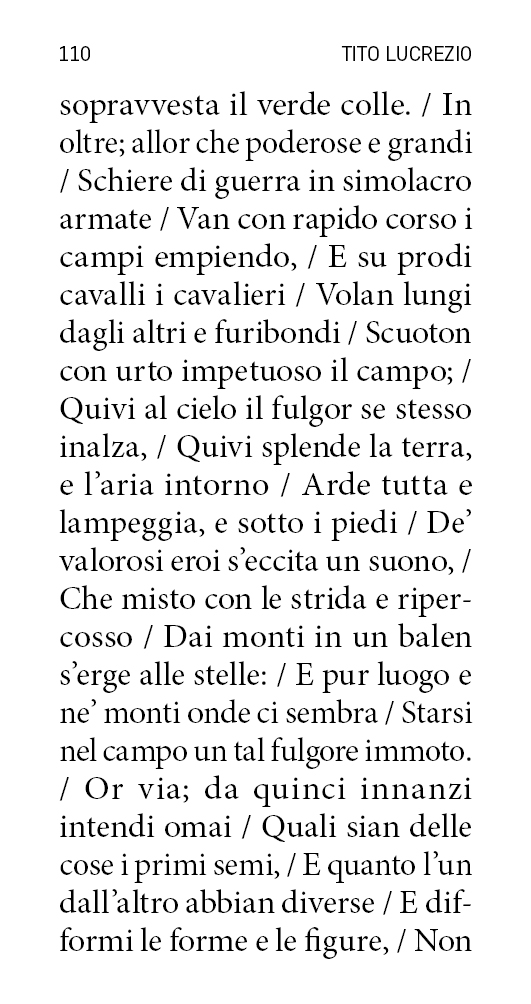 110 TITO LUCREZIO
sopravvesta il verde colle. / In
oltre; allor che poderose e grandi
/ Schiere di guerra in simolacro
armate / Van con rapido corso i
campi empiendo, / E su prodi
cavalli i cavalieri / Volan lungi
dagli altri e furibondi / Scuoton
con urto impetuoso il campo; /
Quivi al cielo il fulgor se stesso
inalza, / Quivi splende la terra,
e l’aria intorno / Arde tutta e
lampeggia, e sotto i piedi / De’
valorosi eroi s’eccita un suono, /
Che misto con le strida e riper-
cosso / Dai monti in un balen
s’erge alle stelle: / E pur luogo e
ne’ monti onde ci sembra / Starsi
nel campo un tal fulgore immoto.
/ Or via; da quinci innanzi
intendi omai / Quali sian delle
cose i primi semi, / E quanto l’un
dall’altro abbian diverse / E dif-
formi le forme e le figure, / Non